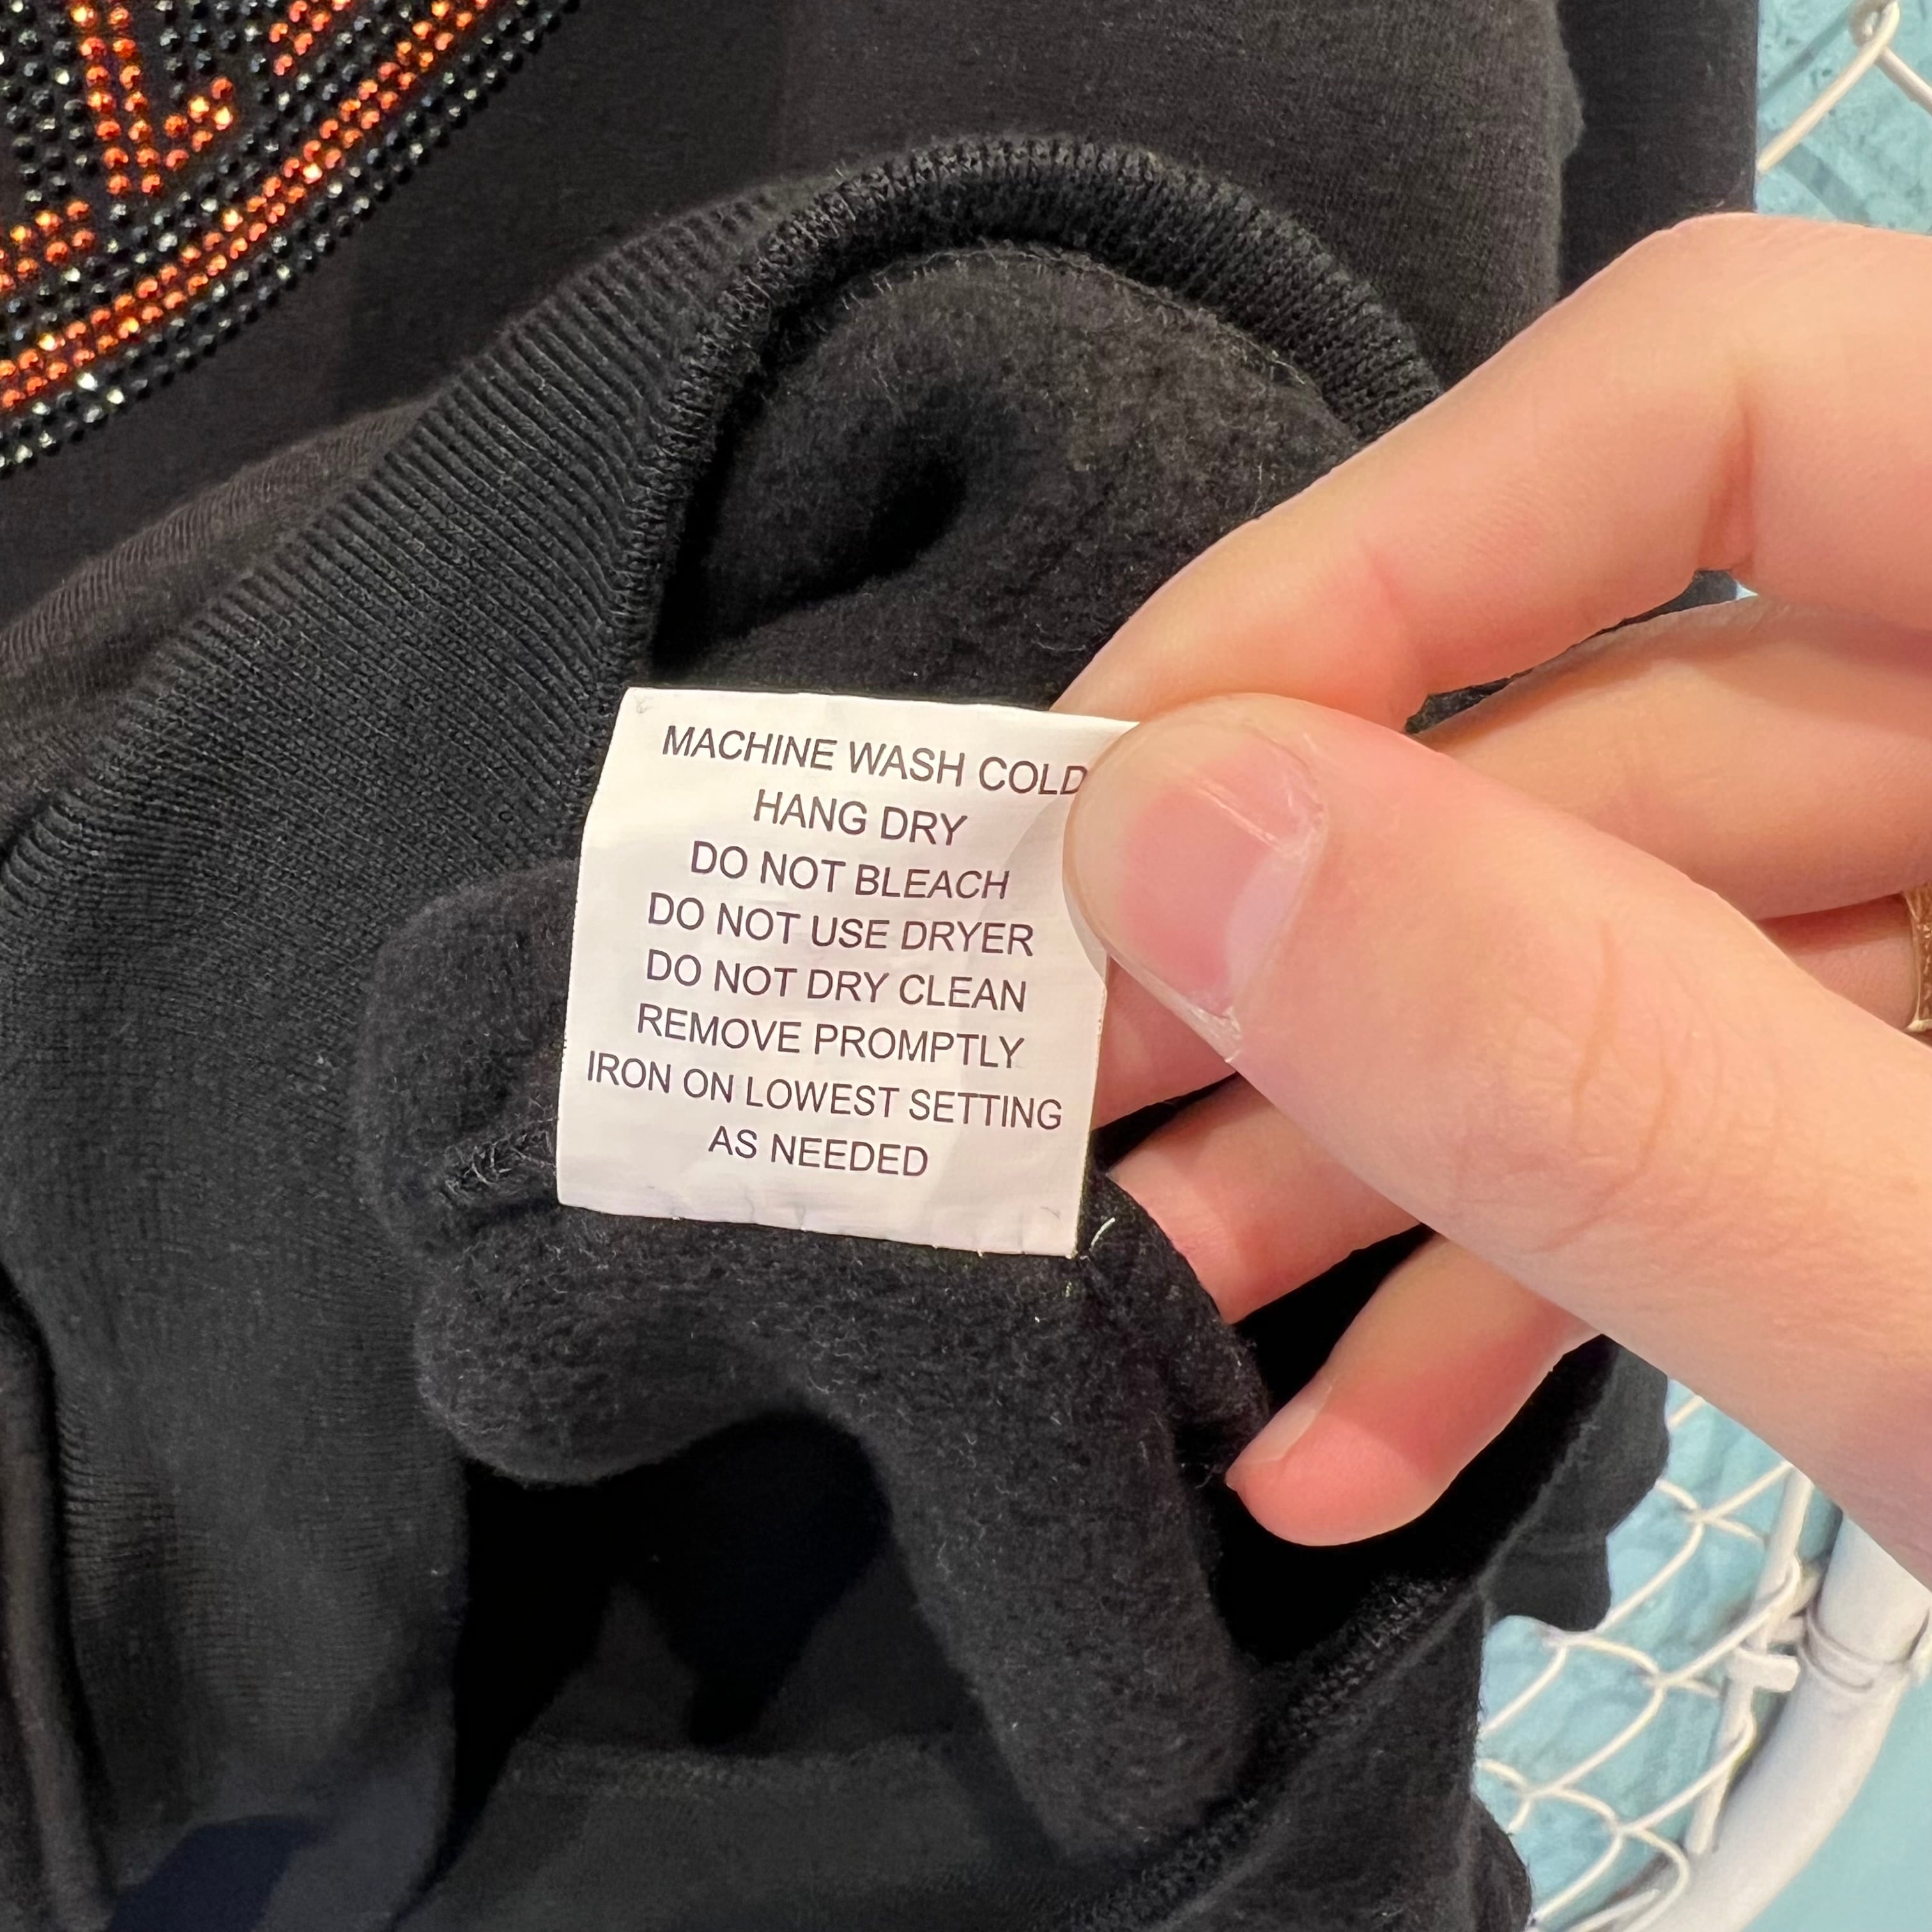 MACHINE WASH COLD
HANG DRY
DO NOT BLEACH
DO NOT USE DRYER
DO NOT DRY CLEAN
REMOVE PROMPTLY
IRON ON LOWEST SETTING
AS NEEDED